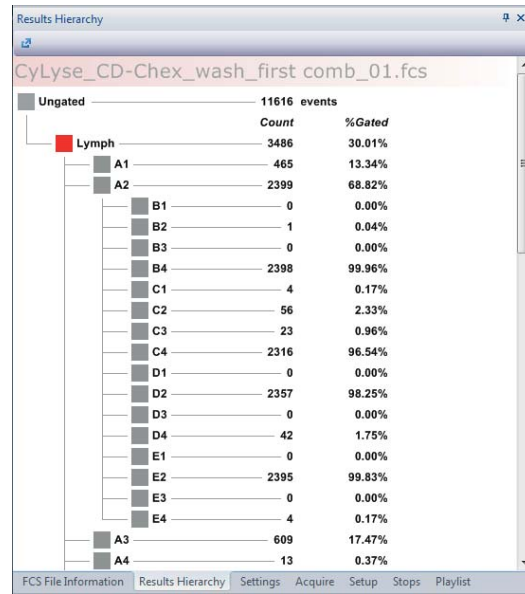 Results Hierarchy
CyLyse_CD-Chex_wash_first comb_01.fcs
Ungated 11616 events
Count %Gated
Lymph 3486 30.01%
A1 465 13.34%
A2 2399 68.82%
B1 0 0.00%
B2 1 0.04%
B3 0 0.00%
B4 2398 99.96%
C1 4 0.17%
C2 56 2.33%
C3 23 0.96%
C4 2316 96.54%
D1 0 0.00%
D2 2357 98.25%
D3 0 0.00%
D4 42 1.75%
E1 0 0.00%
E2 2395 99.83%
E3 0 0.00%
E4 4 0.17%
A3 609 17.47%
A4 13 0.37%
FCS File Information Results Hierarchy Settings Acquire Setup Stops Playlist